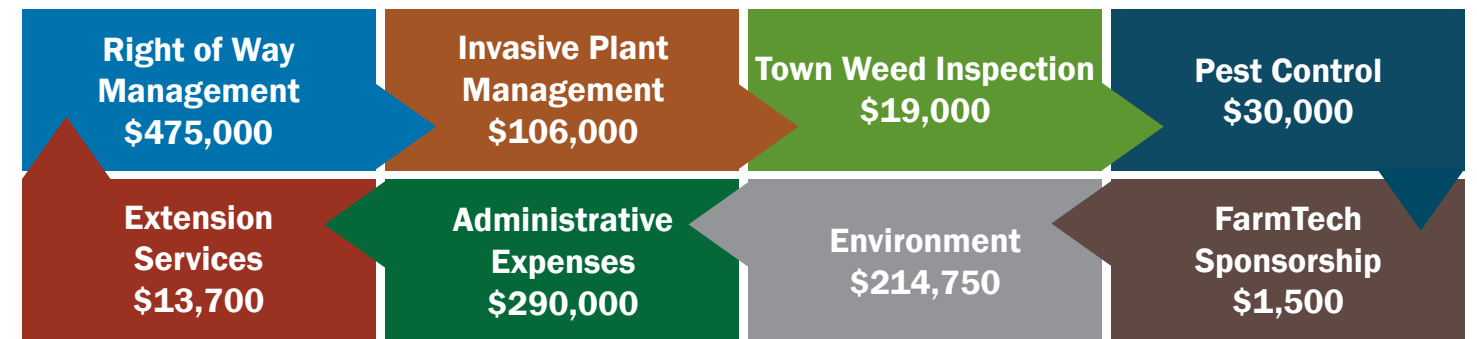 Right of Way
Management
$475,000
Invasive Plant
Management
$106,000
Town Weed Inspection
$19,000
Pest Control
$30,000
Extension
Services
$13,700
Administrative
Expenses
$290,000
Environment
$214,750
FarmTech
Sponsorship
$1,500